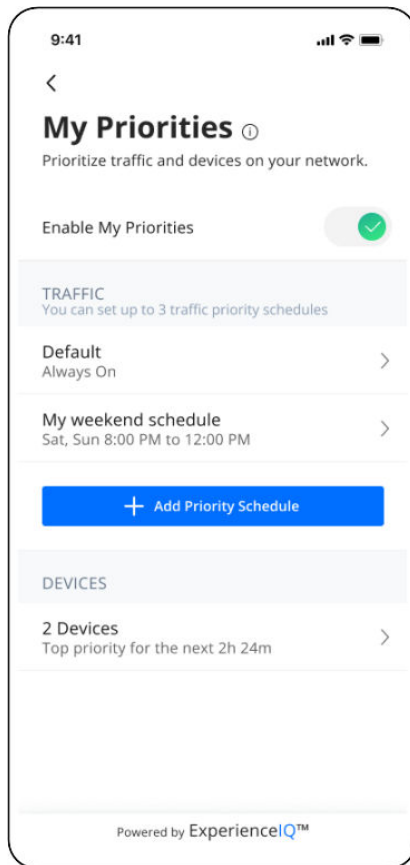 9:41
My Priorities
Prioritize traffic and devices on your network.
Enable My Priorities
TRAFFIC
You can set up to 3 traffic priority schedules
Default
Always On
My weekend schedule
Sat, Sun 8:00 PM to 12:00 PM
Add Priority Schedule
DEVICES
2 Devices
Top priority for the next 2h 24m
Powered by ExperienceIQ™